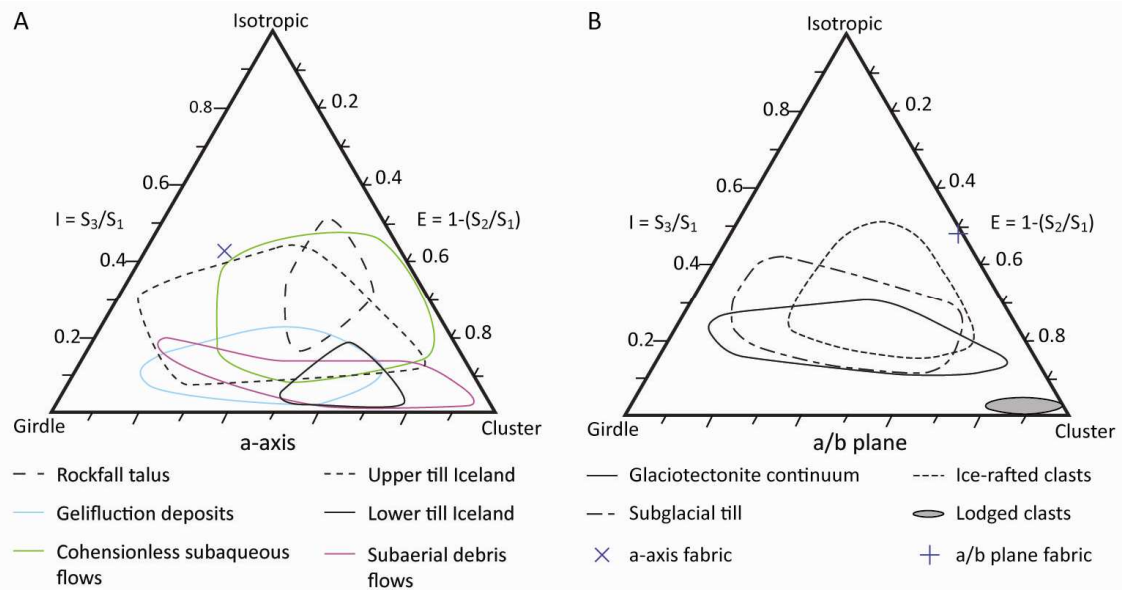 A
Isotropic
0.8
0.2
0.6
0.4
I = S3/S1
E = 1-(S2/S1)
0.4
0.6
0.2
0.8
Girdle
a-axis
Cluster
Rockfall talus
Upper till Iceland
Gelifluction deposits
Lower till Iceland
Cohensionless subaqueous
flows
Subaerial debris
flows
B
Isotropic
0.8
0.2
0.6
0.4
I = S3/S1
E = 1-(S2/S1)
0.4
0.6
0.2
0.8
Girdle
a/b plane
Cluster
Glaciotectonite continuum
Ice-rafted clasts
Subglacial till
Lodged clasts
a-axis fabric
a/b plane fabric